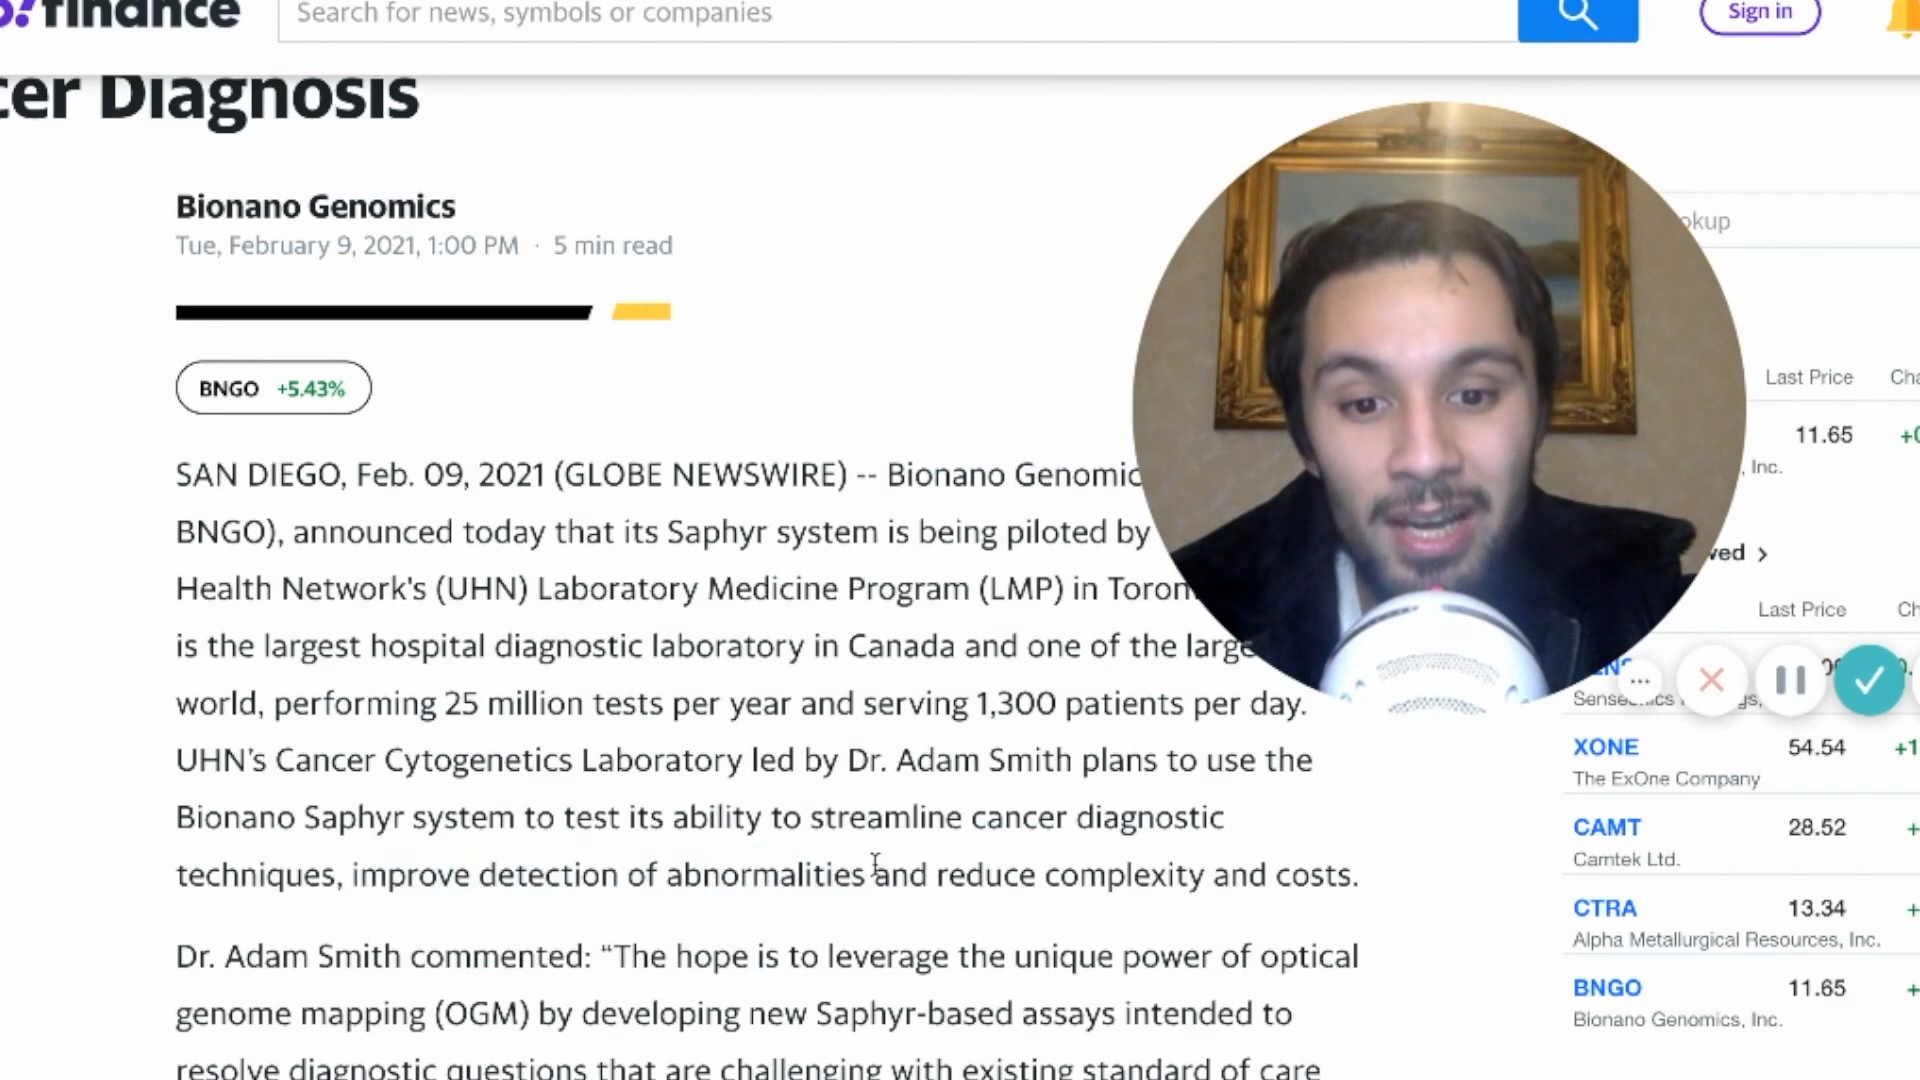 finance
Search for news, symbols or companies
Sign in
Diagnosis
Bionano Genomics
Tue, February 9, 2021, 1:00 PM · 5 min read
BNGO +5.43%
SAN DIEGO, Feb. 09, 2021 (GLOBE NEWSWIRE) -- Bionano
BNGO), announced today that its Saphyr system is being piloted by
Health Network's (UHN) Laboratory Medicine Program (LMP) in
is the largest hospital diagnostic laboratory in Canada and one of the
world, performing 25 million tests per year and serving 1,300 patients per day.
UHN’s Cancer Cytogenetics Laboratory led by Dr. Adam Smith plans to use the
Bionano Saphyr system to test its ability to streamline cancer diagnostic
techniques, improve detection of abnormalities and reduce complexity and costs.
Dr. Adam Smith commented: “The hope is to leverage the unique power of optical
genome mapping (OGM) by developing new Saphyr-based assays intended to
resolve diagnostic questions that are challenging with existing standard of care
Last Price
11.65
, Inc.
Last Price
XONE 54.54 +1
The ExOne Company
CAMT 28.52 +
Camtek Ltd.
CTRA 13.34 +
Alpha Metallurgical Resources, Inc.
BNGO 11.65 +
Bionano Genomics, Inc.